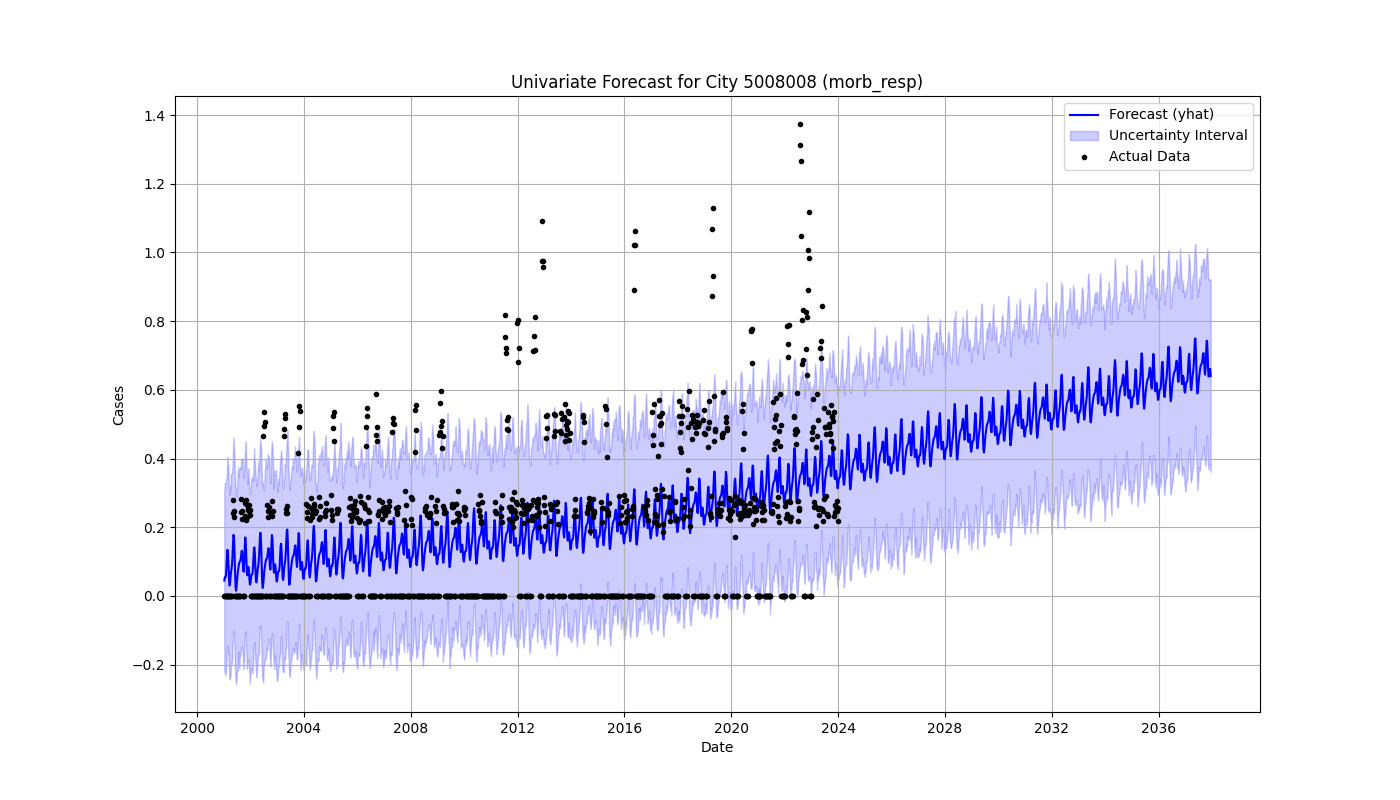 Univariate Forecast for City 5008008 (morb_resp)
Forecast (yhat)
Uncertainty Interval
Actual Data
Cases
1.4
1.2
1.0
0.8
0.6
0.4
0.2
0.0
−0.2
2000 2004 2008 2012 2016 2020 2024 2028 2032 2036
Date